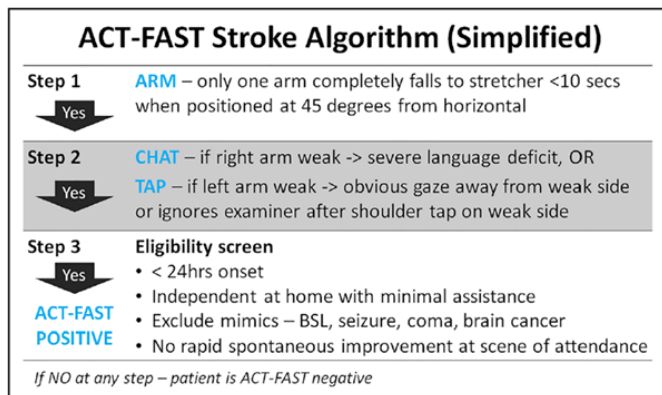 ACT-FAST Stroke Algorithm (Simplified)
Step 1
ARM – only one arm completely falls to stretcher <10 secs
when positioned at 45 degrees from horizontal
Yes
Step 2
CHAT – if right arm weak -> severe language deficit, OR
TAP – if left arm weak -> obvious gaze away from weak side
or ignores examiner after shoulder tap on weak side
Yes
Step 3
Eligibility screen
• < 24hrs onset
• Independent at home with minimal assistance
• Exclude mimics – BSL, seizure, coma, brain cancer
• No rapid spontaneous improvement at scene of attendance
Yes
ACT-FAST
POSITIVE
If NO at any step – patient is ACT-FAST negative